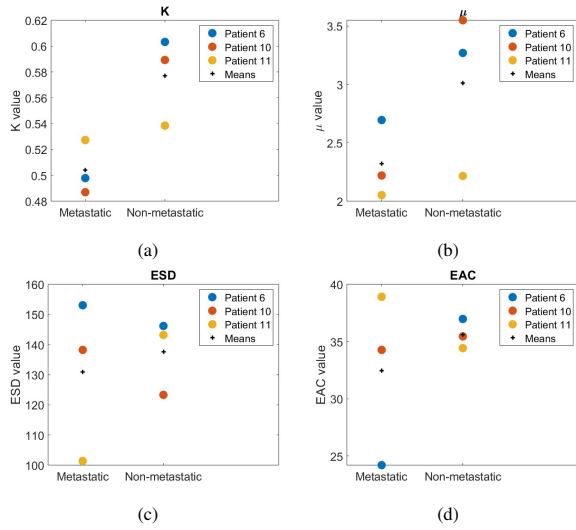 K
0.62
0.6
0.58
0.56
0.54
0.52
0.5
0.48
K value
Metastatic Non-metastatic
Patient 6
Patient 10
Patient 11
Means
(a)
μ
3.5
3
2.5
2
μ value
Metastatic Non-metastatic
Patient 6
Patient 10
Patient 11
Means
(b)
ESD
160
150
140
130
120
110
100
ESD value
Metastatic Non-metastatic
Patient 6
Patient 10
Patient 11
Means
(c)
EAC
40
35
30
25
EAC value
Metastatic Non-metastatic
Patient 6
Patient 10
Patient 11
Means
(d)